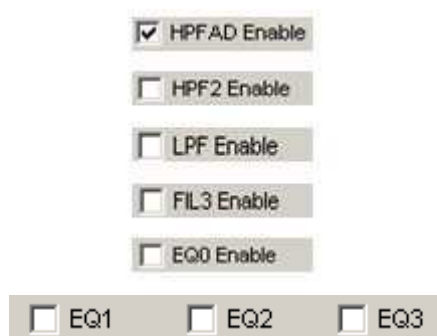 HPFAD Enable
HPF2 Enable
LPF Enable
FIL3 Enable
EQ0 Enable
EQ1 EQ2 EQ3